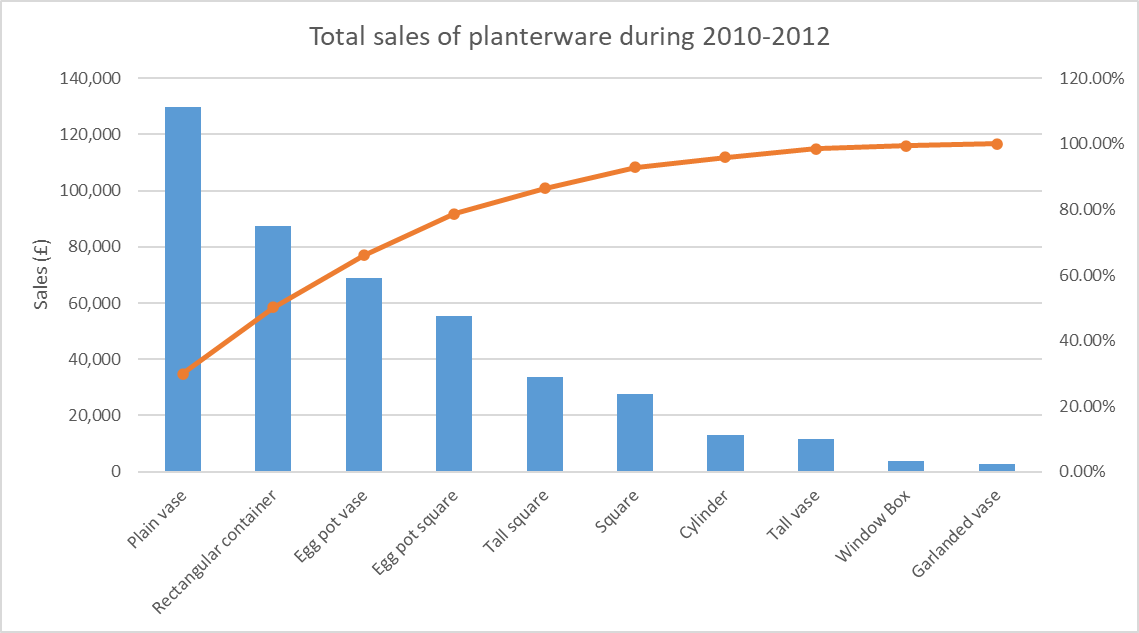 Total sales of planterware during 2010-2012
140,000
120,000
100,000
80,000
60,000
40,000
20,000
0
Sales (£)
120.00%
100.00%
80.00%
60.00%
40.00%
20.00%
0.00%
Plain vase
Rectangular container
Egg pot vase
Egg pot square
Tall square
Square
Cylinder
Tall vase
Window Box
Garlanded vase